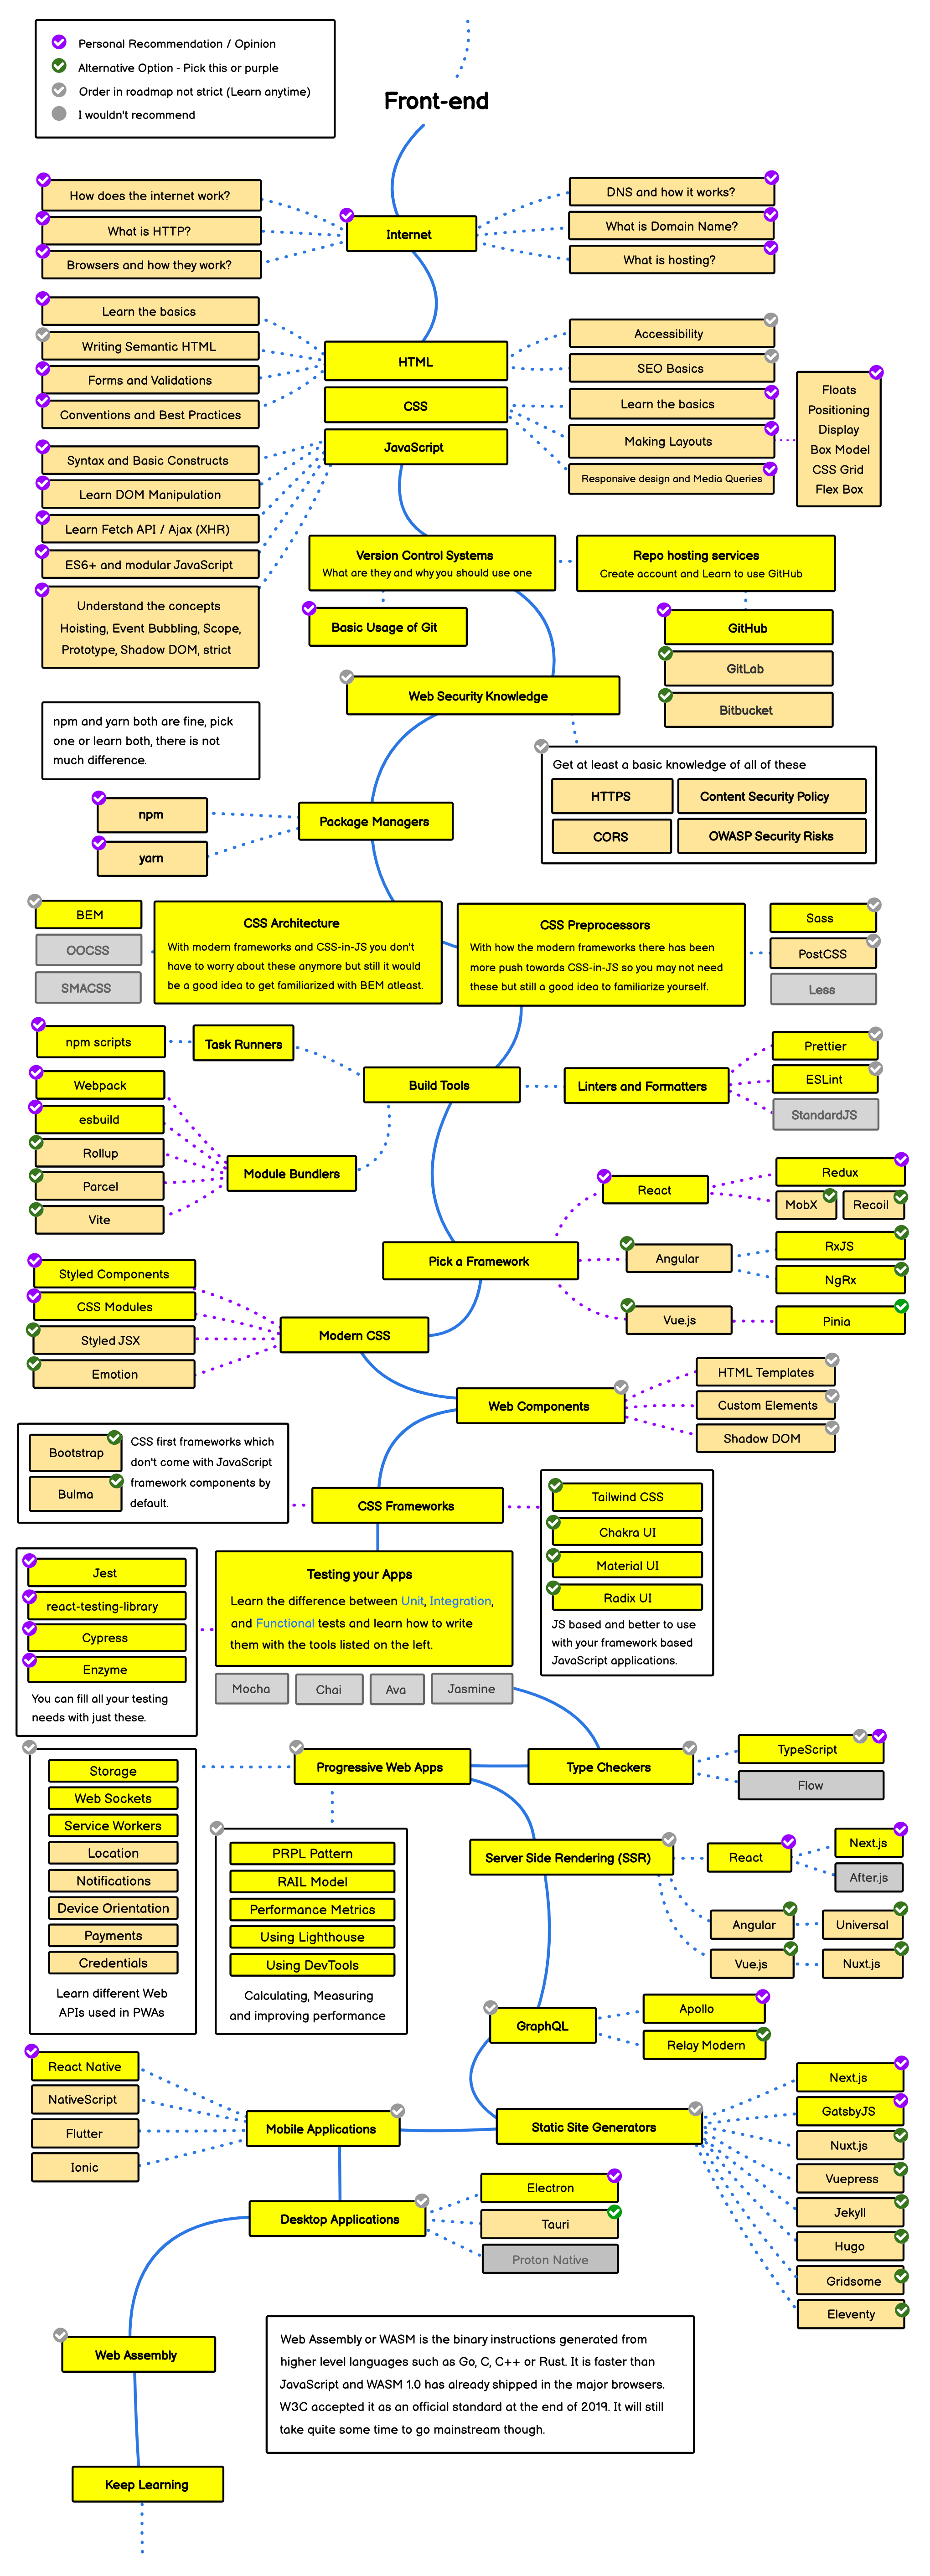 Personal Recommendation / Opinion
Alternative Option - Pick this or purple
Order in roadmap not strict (Learn anytime)
I wouldn't recommend
Front-end
How does the internet work?
What is HTTP?
Browsers and how they work?
Internet
DNS and how it works?
What is Domain Name?
What is hosting?
Learn the basics
Writing Semantic HTML
Forms and Validations
Conventions and Best Practices
HTML
Accessibility
SEO Basics
CSS
Learn the basics
Making Layouts
Responsive design and Media Queries
Floats
Positioning
Display
Box Model
CSS Grid
Flex Box
JavaScript
Syntax and Basic Constructs
Learn DOM Manipulation
Learn Fetch API / Ajax (XHR)
ES6+ and modular JavaScript
Understand the concepts
Hoisting, Event Bubbling, Scope,
Prototype, Shadow DOM, strict
Version Control Systems
What are they and why you should use one
Basic Usage of Git
Repo hosting services
Create account and Learn to use GitHub
GitHub
GitLab
Bitbucket
Web Security Knowledge
Get at least a basic knowledge of all of these
HTTPS
Content Security Policy
CORS
OWASP Security Risks
npm and yarn both are fine, pick
one or learn both, there is not
much difference.
npm
yarn
Package Managers
BEM
OOCSS
SMACSS
CSS Architecture
With modern frameworks and CSS-in-JS you don't
have to worry about these anymore but still it would
be a good idea to get familiarized with BEM atleast.
CSS Preprocessors
With how the modern frameworks there has been
more push towards CSS-in-JS so you may not need
these but still a good idea to familiarize yourself.
Sass
PostCSS
Less
npm scripts
Task Runners
Build Tools
Linters and Formatters
Prettier
ESLint
StandardJS
Webpack
esbuild
Rollup
Parcel
Vite
Module Bundlers
Pick a Framework
React
Redux
MobX
Recoil
Angular
RxJS
NgRx
Vue.js
Pinia
Styled Components
CSS Modules
Styled JSX
Emotion
Modern CSS
Web Components
HTML Templates
Custom Elements
Shadow DOM
Bootstrap
Bulma
CSS first frameworks which
don't come with JavaScript
framework components by
default.
CSS Frameworks
Tailwind CSS
Chakra UI
Material UI
Radix UI
JS based and better to use
with your framework based
JavaScript applications.
Jest
react-testing-library
Cypress
Enzyme
You can fill all your testing
needs with just these.
Testing your Apps
Learn the difference between Unit, Integration,
and Functional tests and learn how to write
them with the tools listed on the left.
Mocha
Chai
Ava
Jasmine
Progressive Web Apps
Type Checkers
TypeScript
Flow
Storage
Web Sockets
Service Workers
Location
Notifications
Device Orientation
Payments
Credentials
Learn different Web
APIs used in PWAs
PRPL Pattern
RAIL Model
Performance Metrics
Using Lighthouse
Using DevTools
Calculating, Measuring
and improving performance
Server Side Rendering (SSR)
React
Next.js
After.js
Angular
Universal
Vue.js
Nuxt.js
GraphQL
Apollo
Relay Modern
React Native
NativeScript
Flutter
Ionic
Mobile Applications
Static Site Generators
Next.js
GatsbyJS
Nuxt.js
Vuepress
Jekyll
Hugo
Gridsome
Eleventy
Desktop Applications
Electron
Tauri
Proton Native
Web Assembly
Web Assembly or WASM is the binary instructions generated from
higher level languages such as Go, C, C++ or Rust. It is faster than
JavaScript and WASM 1.0 has already shipped in the major browsers.
W3C accepted it as an official standard at the end of 2019. It will still
take quite some time to go mainstream though.
Keep Learning